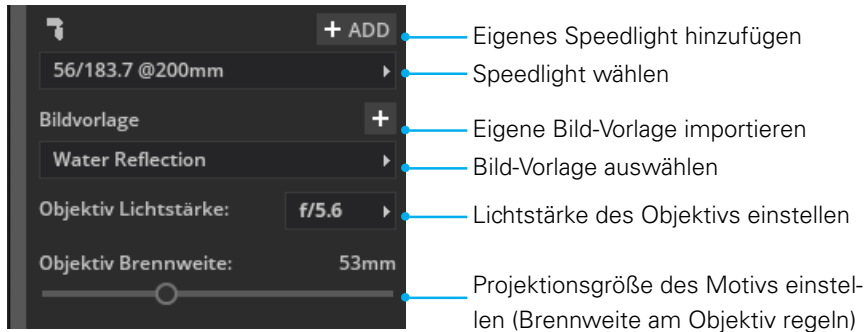 + ADD
Eigenes Speedlight hinzufügen
56/183.7 @200mm
Speedlight wählen
Bildvorlage +
Eigene Bild-Vorlage importieren
Water Reflection
Bild-Vorlage auswählen
Objektiv Lichtstärke: f/5.6
Lichtstärke des Objektivs einstellen
Objektiv Brennweite: 53mm
Projektionsgröße des Motivs einstel-
len (Brennweite am Objektiv regeln)